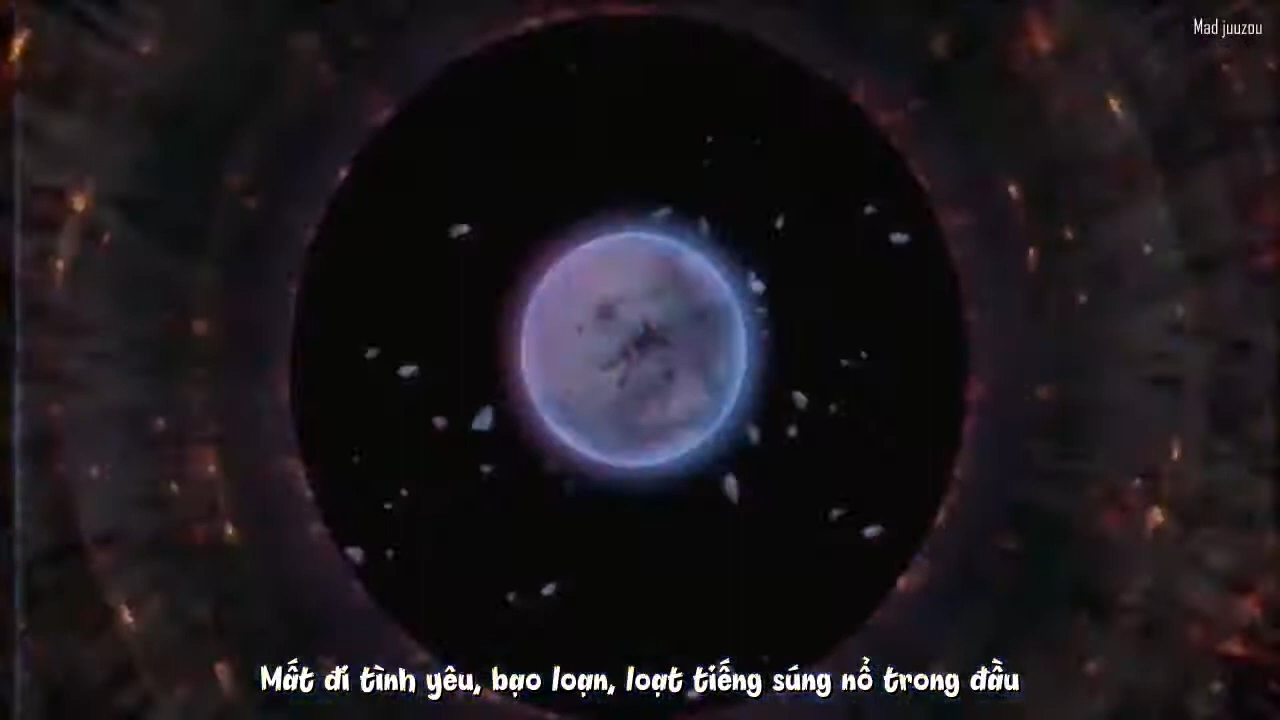 Mad juuzou
Mất đi tình yêu, bạo loạn, loạt tiếng súng nổ trong đầu